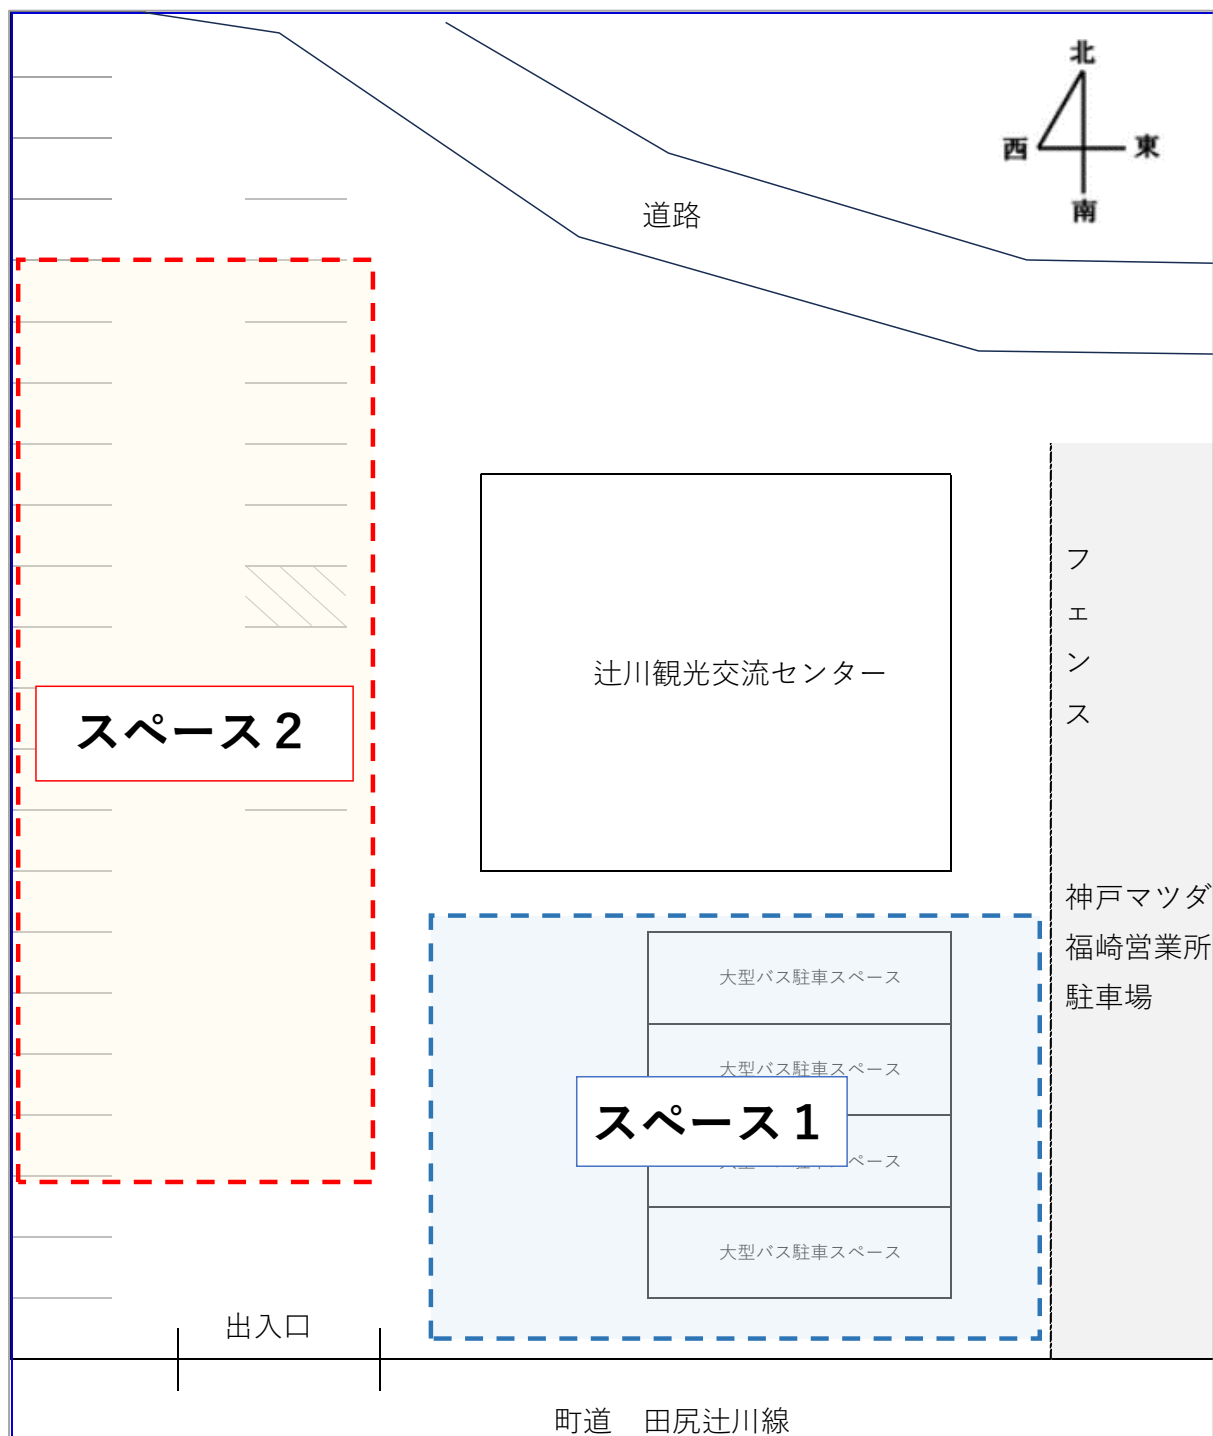 北
西
東
南
道路
フェンス
辻川観光交流センター
スペース２
神戸マツダ
福崎営業所
駐車場
大型バス駐車スペース
大型バス駐車スペース
スペース１
ペース
大型バス駐車スペース
出入口
町道　田尻辻川線